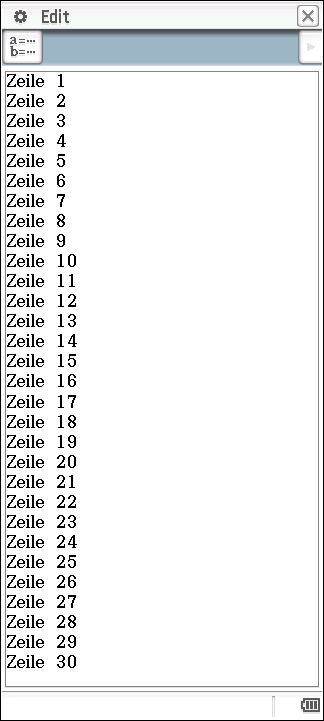 Edit
a=···
b=···
Zeile 1
Zeile 2
Zeile 3
Zeile 4
Zeile 5
Zeile 6
Zeile 7
Zeile 8
Zeile 9
Zeile 10
Zeile 11
Zeile 12
Zeile 13
Zeile 14
Zeile 15
Zeile 16
Zeile 17
Zeile 18
Zeile 19
Zeile 20
Zeile 21
Zeile 22
Zeile 23
Zeile 24
Zeile 25
Zeile 26
Zeile 27
Zeile 28
Zeile 29
Zeile 30